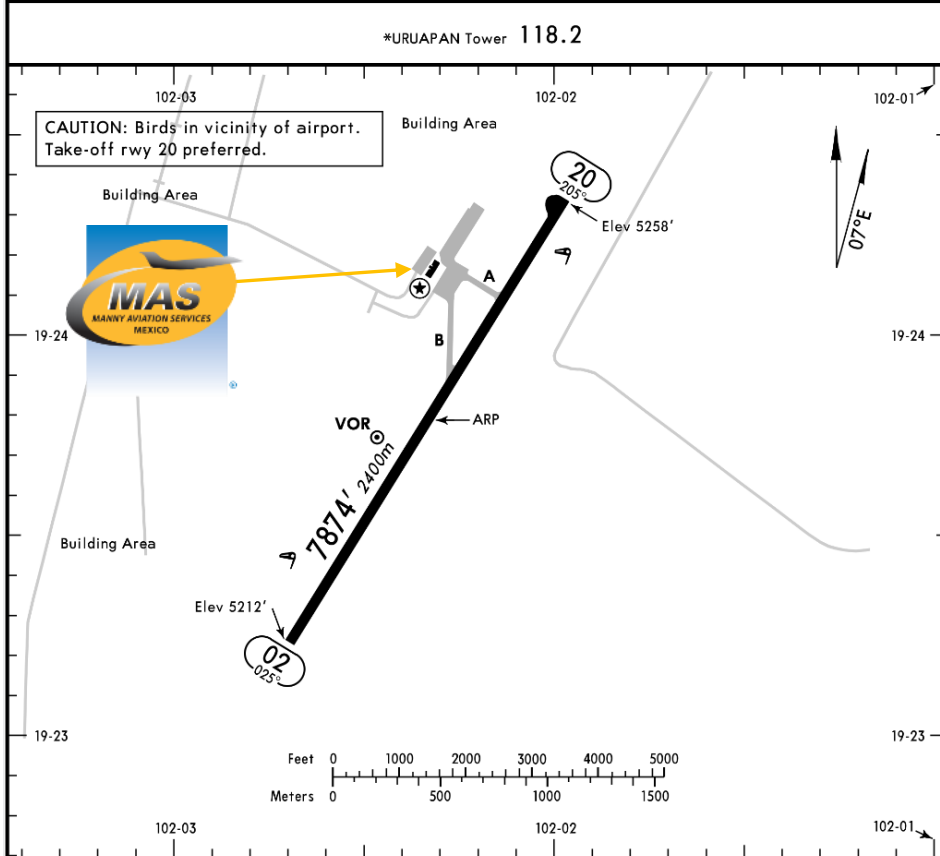 *URUAPAN Tower 118.2
102-03
102-02
102-01
CAUTION: Birds in vicinity of airport.
Take-off rwy 20 preferred.
Building Area
Building Area
20
205°
Elev 5258'
07°E
MAS
MANNY AVIATION SERVICES
MEXICO
®
A
B
19-24
19-24
ARP
VOR
7874' 2400m
Building Area
Elev 5212'
02
025°
19-23
19-23
Feet 0 1000 2000 3000 4000 5000
Meters 0 500 1000 1500
102-03
102-02
102-01